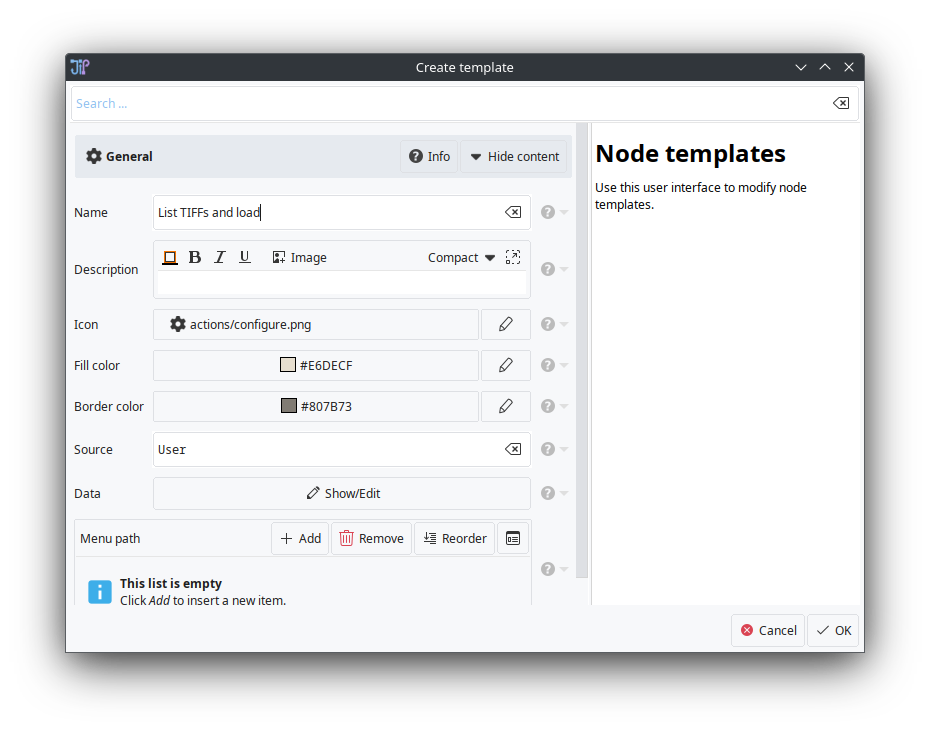 JIP
Create template
Search ...
General
Info
Hide content
Name
List TIFFs and load
Description
B I U
Image
Compact
Icon
actions/configure.png
Fill color
#E6DECF
Border color
#807B73
Source
User
Data
Show/Edit
Menu path
Add
Remove
Reorder
This list is empty
Click Add to insert a new item.
Node templates
Use this user interface to modify node
templates.
Cancel
OK